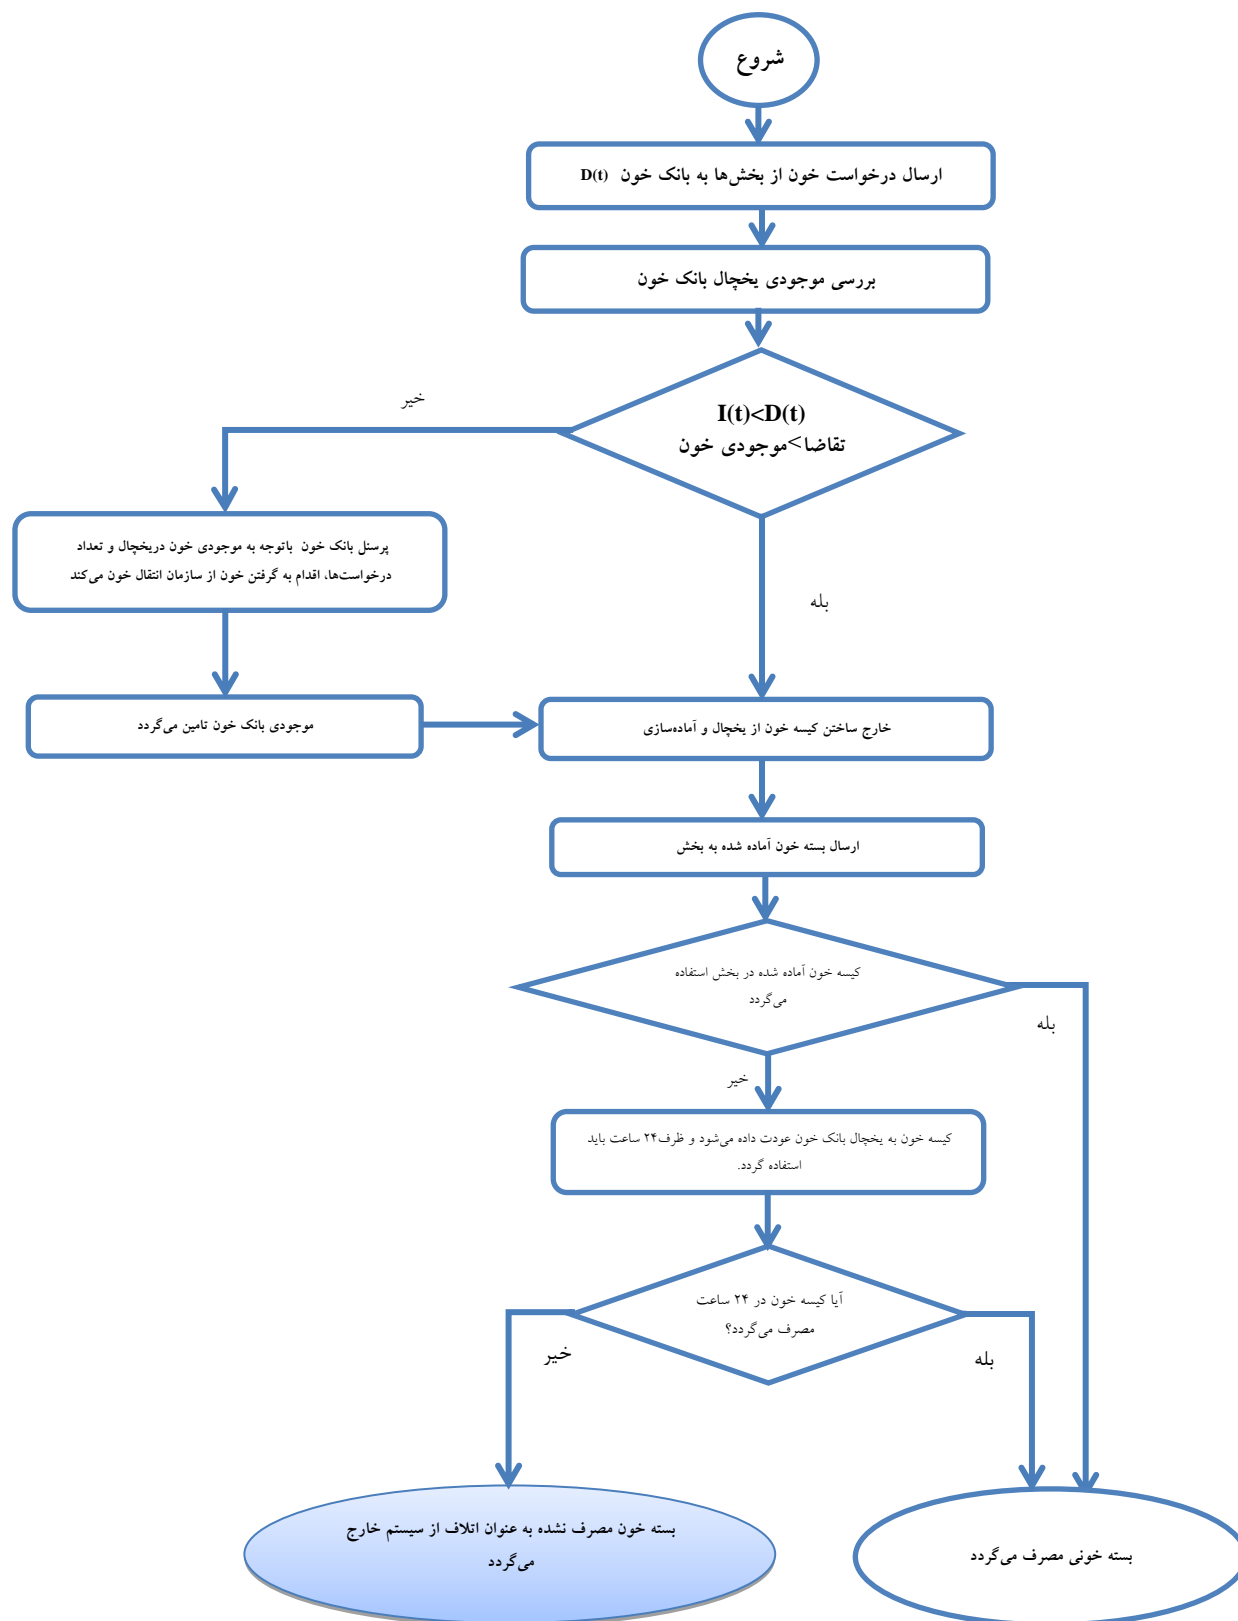 شروع
ارسال درخواست خون از بخش‌ها به بانک خون D(t)
بررسی موجودی یخچال بانک خون
I(t)<D(t)
تقاضا>موجودی خون
خیر
پرسنل بانک خون باتوجه به موجودی خون دریخچال و تعداد
درخواست‌ها، اقدام به گرفتن خون از سازمان انتقال خون می‌کند
بله
موجودی بانک خون تامین می‌گردد
خارج ساختن کیسه خون از یخچال و آماده‌سازی
ارسال بسته خون آماده شده به بخش
کیسه خون آماده شده در بخش استفاده
می‌گردد
بله
خیر
کیسه خون به یخچال بانک خون عودت داده می‌شود و ظرف۲۴ ساعت باید
استفاده گردد.
آیا کیسه خون در ۲۴ ساعت
مصرف می‌گردد؟
بله
خیر
بسته خون مصرف نشده به عنوان اتلاف از سیستم خارج
می‌گردد
بسته خونی مصرف می‌گردد